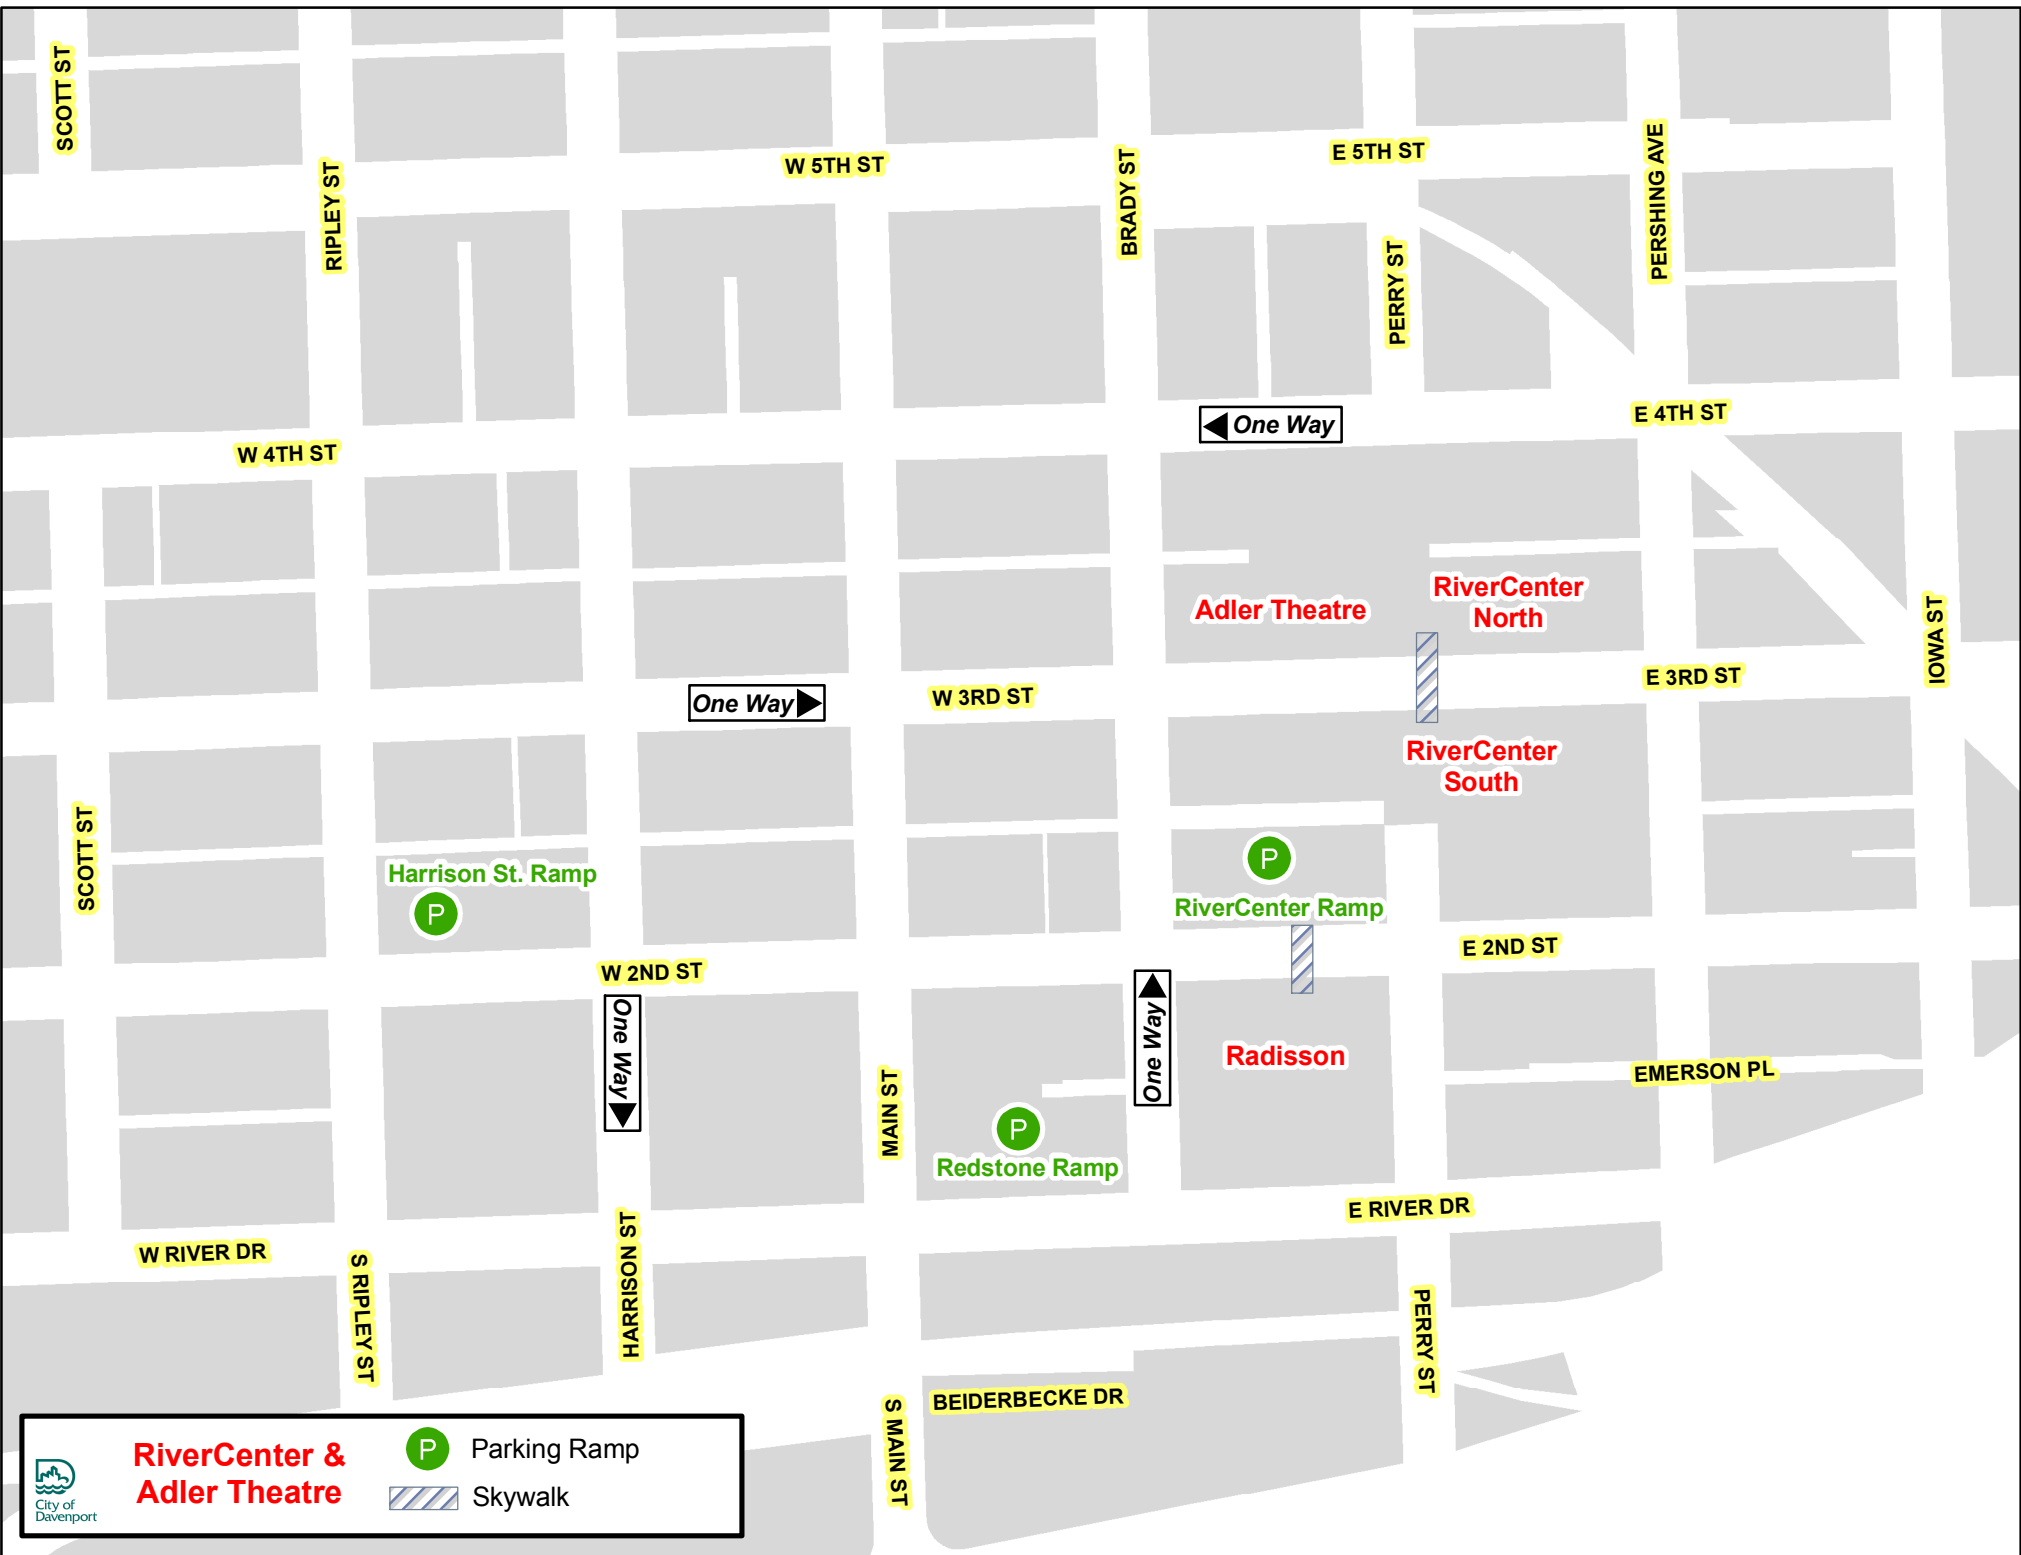 SCOTT ST
RIPLEY ST
W 5TH ST
BRADY ST
E 5TH ST
PERRY ST
PERSHING AVE
W 4TH ST
One Way
E 4TH ST
Adler Theatre
RiverCenter
North
IOWA ST
One Way
W 3RD ST
E 3RD ST
RiverCenter
South
SCOTT ST
Harrison St. Ramp
P
P
RiverCenter Ramp
W 2ND ST
E 2ND ST
One Way
One Way
Radisson
MAIN ST
EMERSON PL
P
Redstone Ramp
W RIVER DR
E RIVER DR
S RIPLEY ST
HARRISON ST
PERRY ST
BEIDERBECKE DR
S MAIN ST
City of
Davenport
RiverCenter &
Adler Theatre
P
Parking Ramp
Skywalk